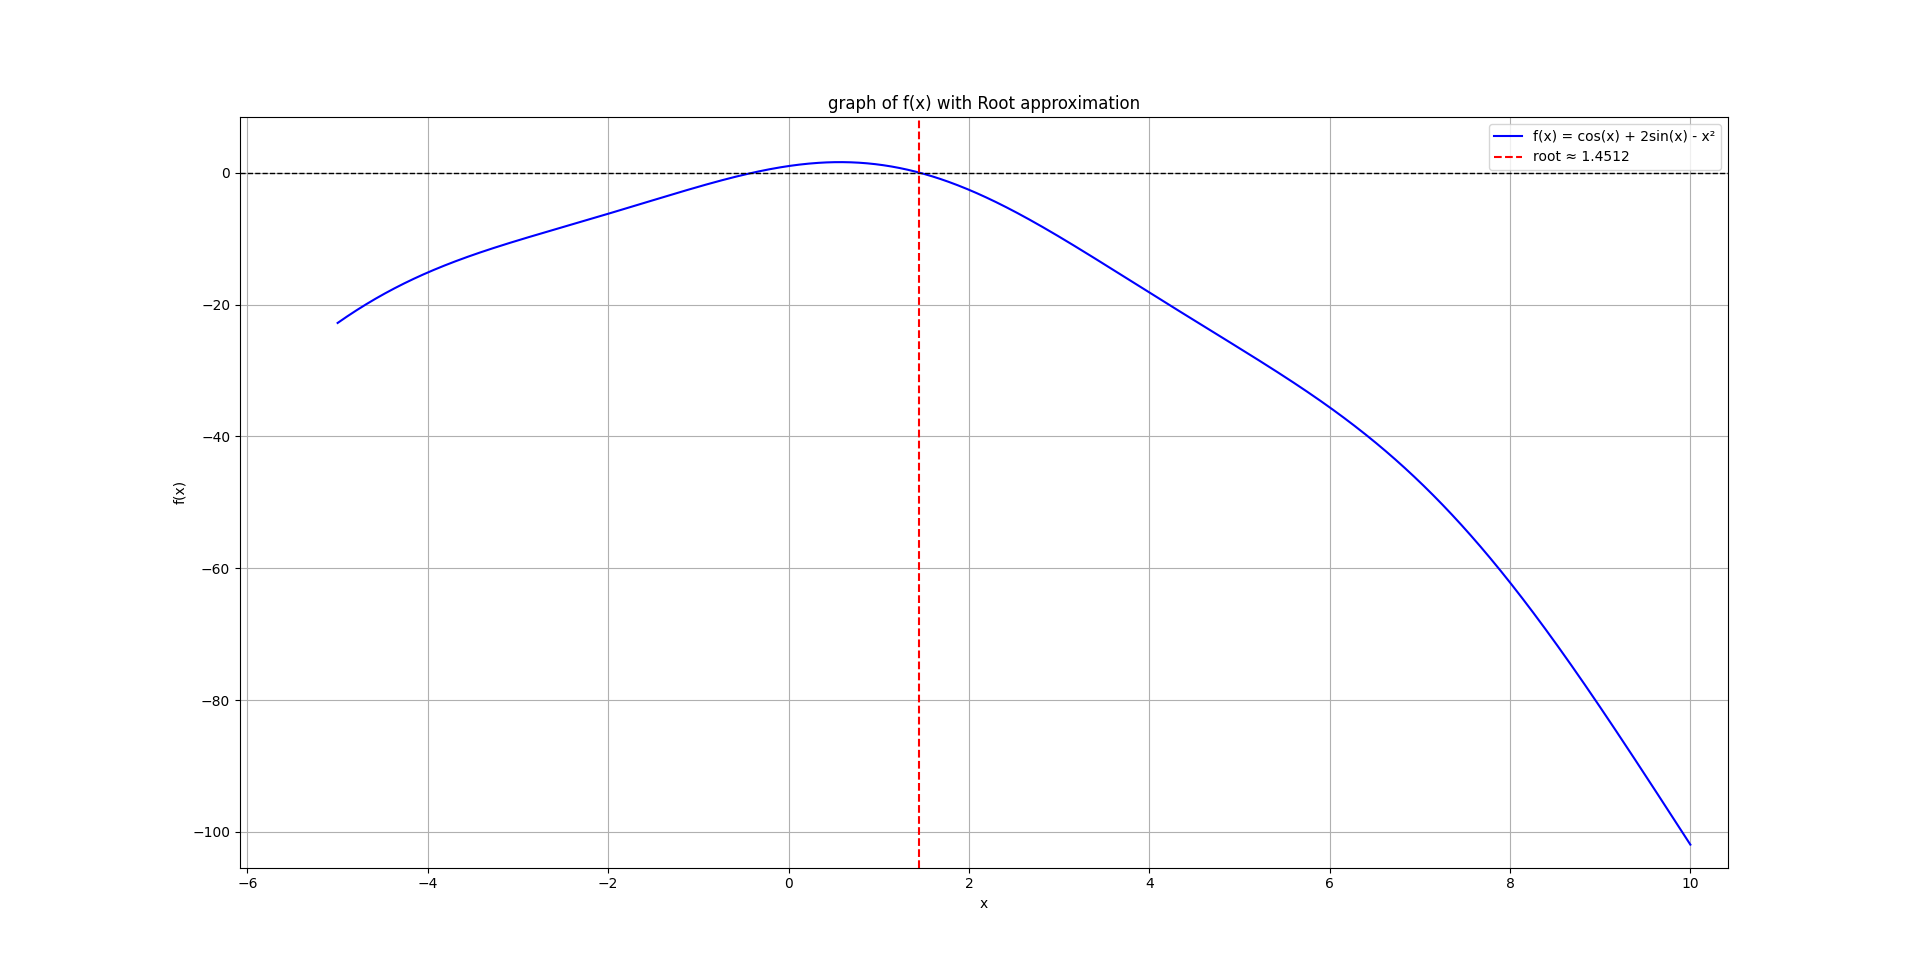 graph of f(x) with Root approximation
f(x) = cos(x) + 2sin(x) - x²
root ≈ 1.4512
0
−20
−40
−60
−80
−100
f(x)
−6 −4 −2 0 2 4 6 8 10
x